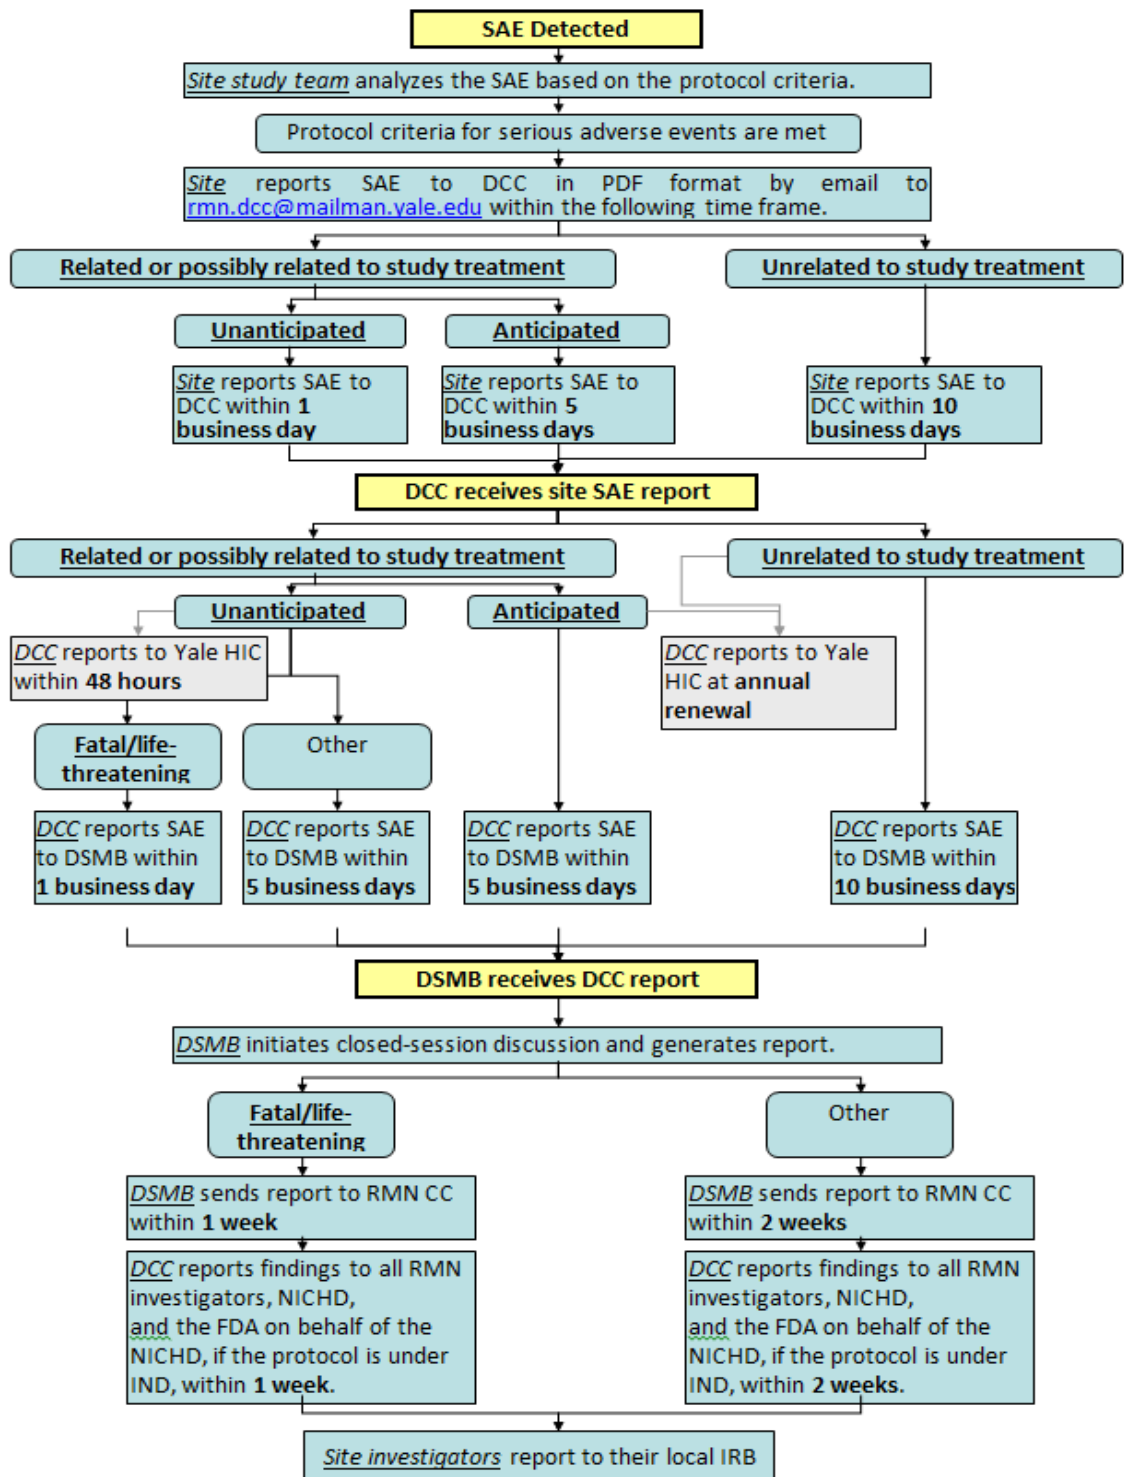 SAE Detected
Site study team analyzes the SAE based on the protocol criteria.
Protocol criteria for serious adverse events are met
Site reports SAE to DCC in PDF format by email to
rmn.dcc@mailman.yale.edu within the following time frame.
Related or possibly related to study treatment
Unrelated to study treatment
Unanticipated
Anticipated
Site reports SAE to
DCC within 1
business day
Site reports SAE to
DCC within 5
business days
Site reports SAE to
DCC within 10
business days
DCC receives site SAE report
Related or possibly related to study treatment
Unrelated to study treatment
Unanticipated
Anticipated
DCC reports to Yale HIC
within 48 hours
DCC reports to Yale
HIC at annual
renewal
Fatal/life-
threatening
Other
DCC reports SAE
to DSMB within
1 business day
DCC reports SAE
to DSMB within
5 business days
DCC reports SAE
to DSMB within
5 business days
DCC reports SAE
to DSMB within
10 business days
DSMB receives DCC report
DSMB initiates closed-session discussion and generates report.
Fatal/life-
threatening
Other
DSMB sends report to RMN CC
within 1 week
DSMB sends report to RMN CC
within 2 weeks
DCC reports findings to all RMN
investigators, NICHD,
and the FDA on behalf of the
NICHD, if the protocol is under
IND, within 1 week.
DCC reports findings to all RMN
investigators, NICHD,
and the FDA on behalf of the
NICHD, if the protocol is under
IND, within 2 weeks.
Site investigators report to their local IRB